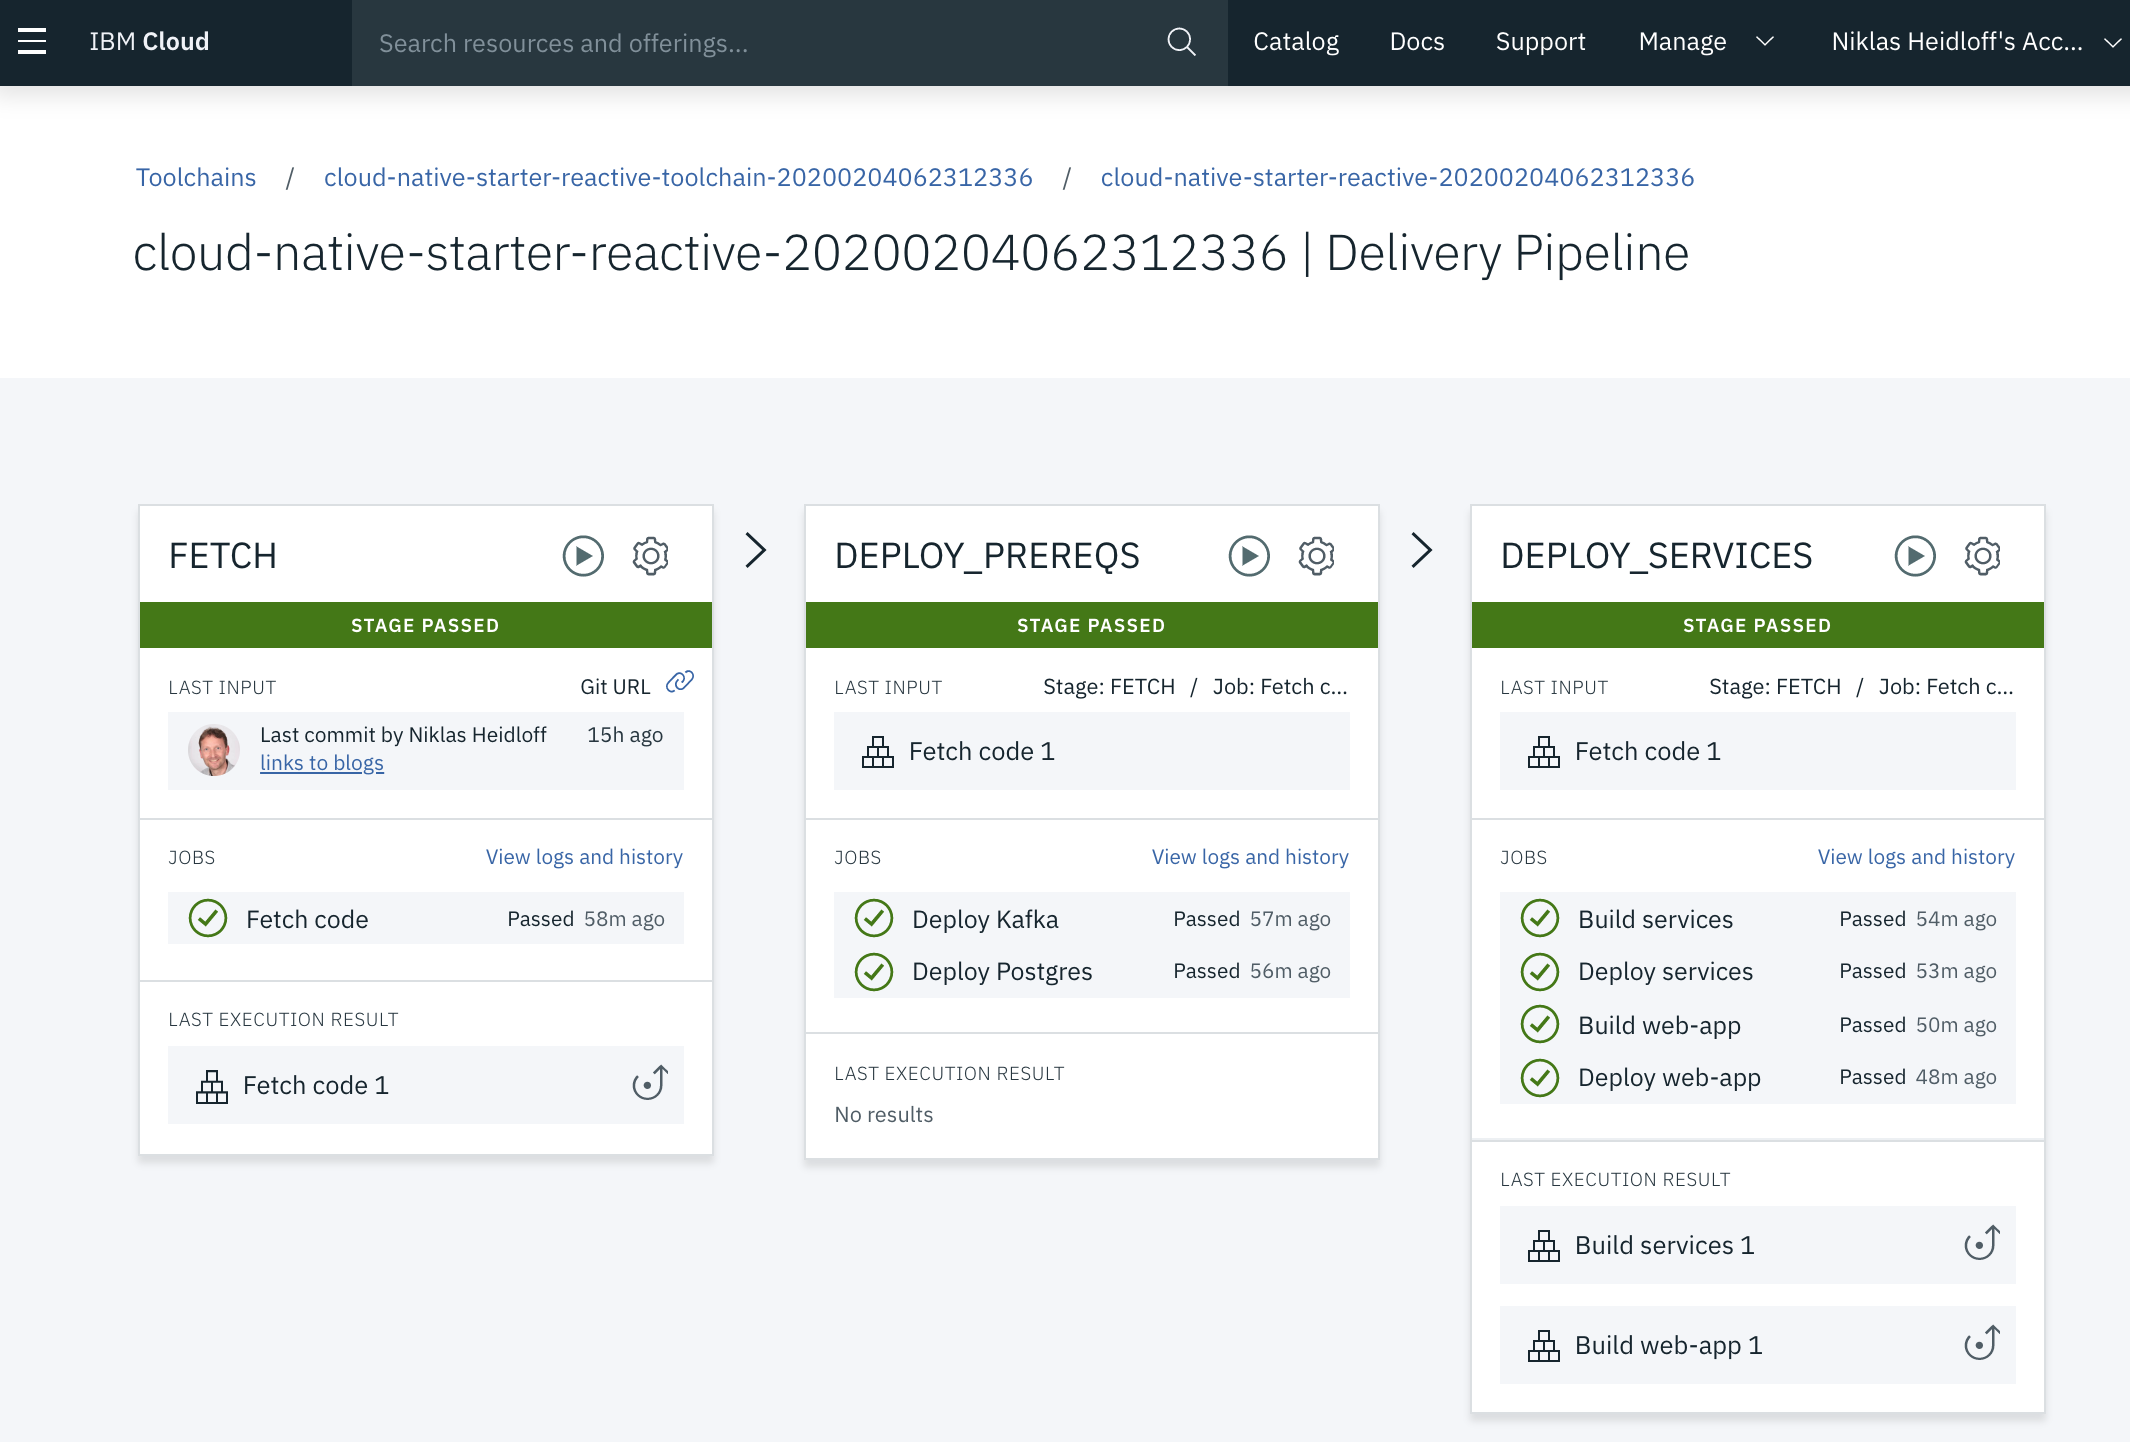 IBM Cloud
Search resources and offerings...
Catalog
Docs
Support
Manage
Niklas Heidloff's Acc...
Toolchains / cloud-native-starter-reactive-toolchain-20200204062312336 / cloud-native-starter-reactive-20200204062312336
cloud-native-starter-reactive-20200204062312336 | Delivery Pipeline
FETCH
STAGE PASSED
LAST INPUT Git URL
Last commit by Niklas Heidloff 15h ago
links to blogs
JOBS View logs and history
Fetch code Passed 58m ago
LAST EXECUTION RESULT
Fetch code 1
DEPLOY_PREREQS
STAGE PASSED
LAST INPUT Stage: FETCH / Job: Fetch c...
Fetch code 1
JOBS View logs and history
Deploy Kafka Passed 57m ago
Deploy Postgres Passed 56m ago
LAST EXECUTION RESULT
No results
DEPLOY_SERVICES
STAGE PASSED
LAST INPUT Stage: FETCH / Job: Fetch c...
Fetch code 1
JOBS View logs and history
Build services Passed 54m ago
Deploy services Passed 53m ago
Build web-app Passed 50m ago
Deploy web-app Passed 48m ago
LAST EXECUTION RESULT
Build services 1
Build web-app 1